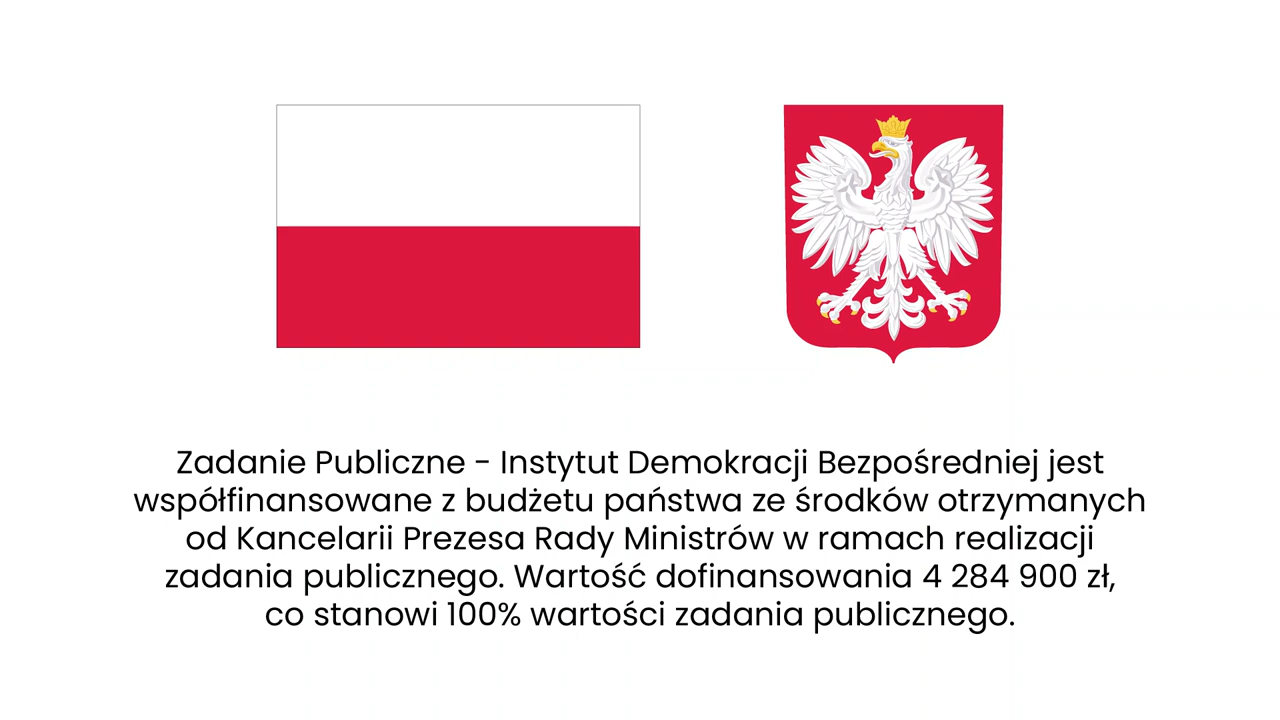 Zadanie Publiczne - Instytut Demokracji Bezpośredniej jest
współfinansowane z budżetu państwa ze środków otrzymanych
od Kancelarii Prezesa Rady Ministrów w ramach realizacji
zadania publicznego. Wartość dofinansowania 4 284 900 zł,
co stanowi 100% wartości zadania publicznego.